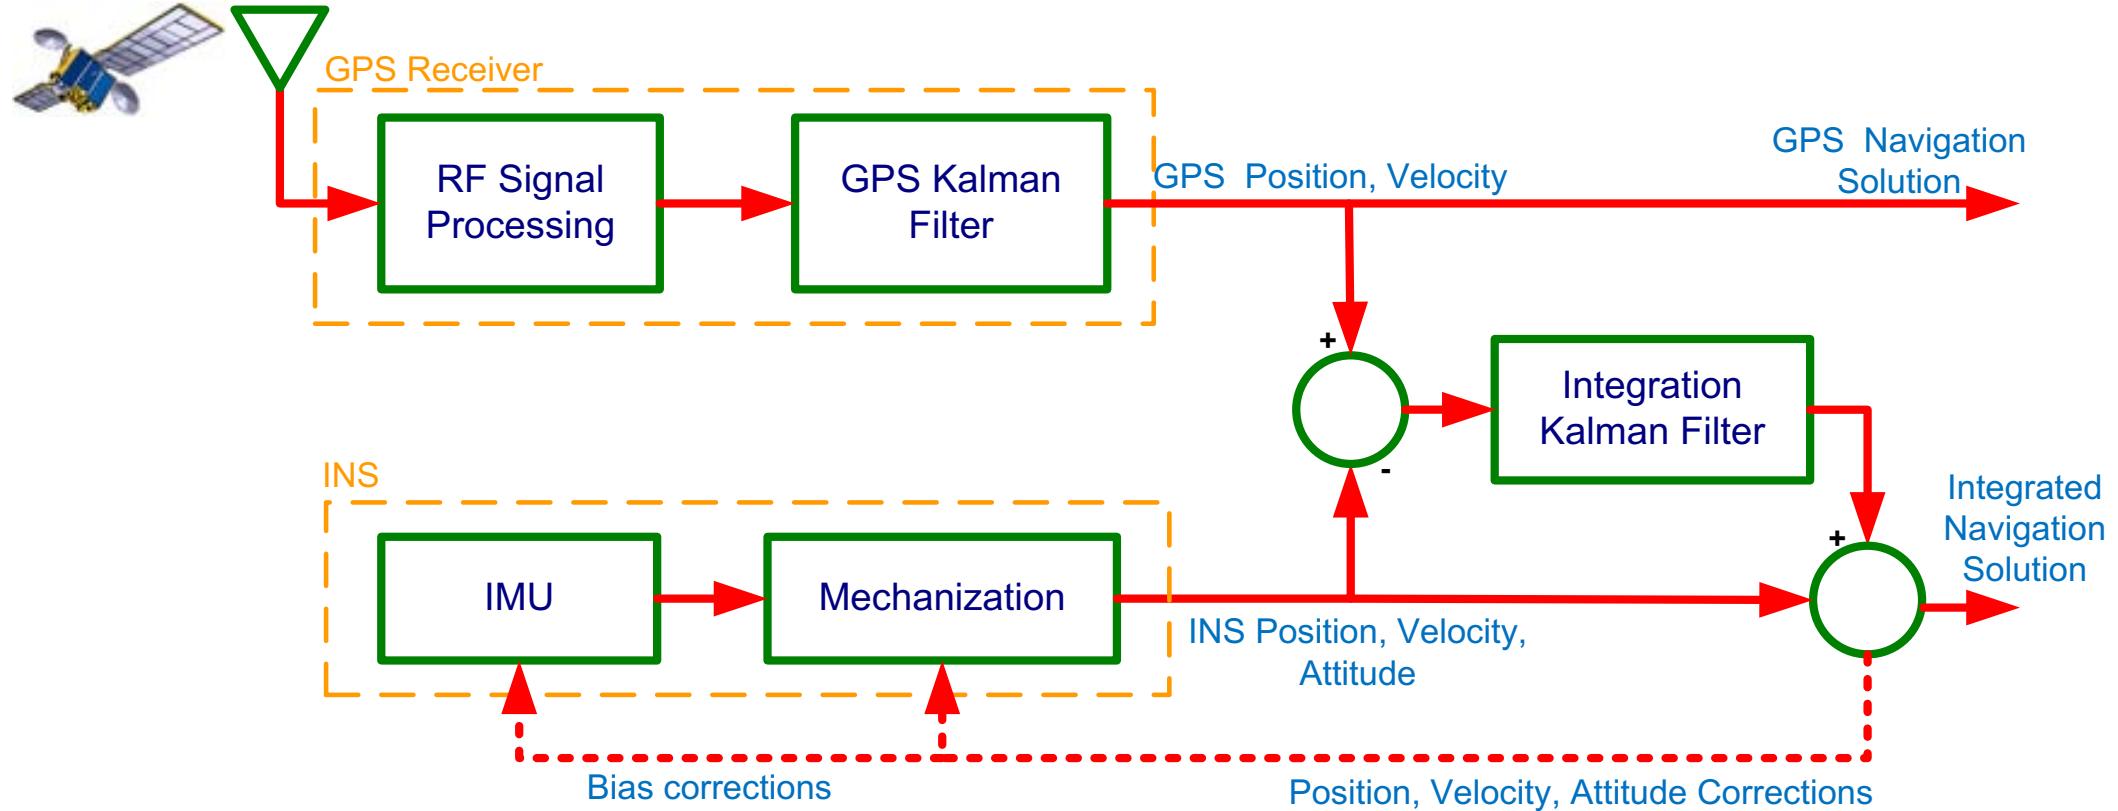 GPS Receiver
RF Signal
Processing
GPS Kalman
Filter
GPS Position, Velocity
GPS Navigation
Solution
+
-
Integration
Kalman Filter
INS
IMU
Mechanization
INS Position, Velocity,
Attitude
+
Integrated
Navigation
Solution
Bias corrections
Position, Velocity, Attitude Corrections